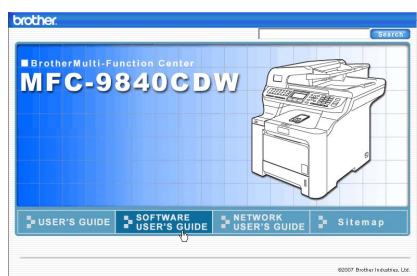 brother.
Search
■BrotherMulti-Function Center
MFC-9840CDW
USER'S GUIDE
SOFTWARE
USER'S GUIDE
NETWORK
USER'S GUIDE
Sitemap
©2007 Brother Industries, Ltd.